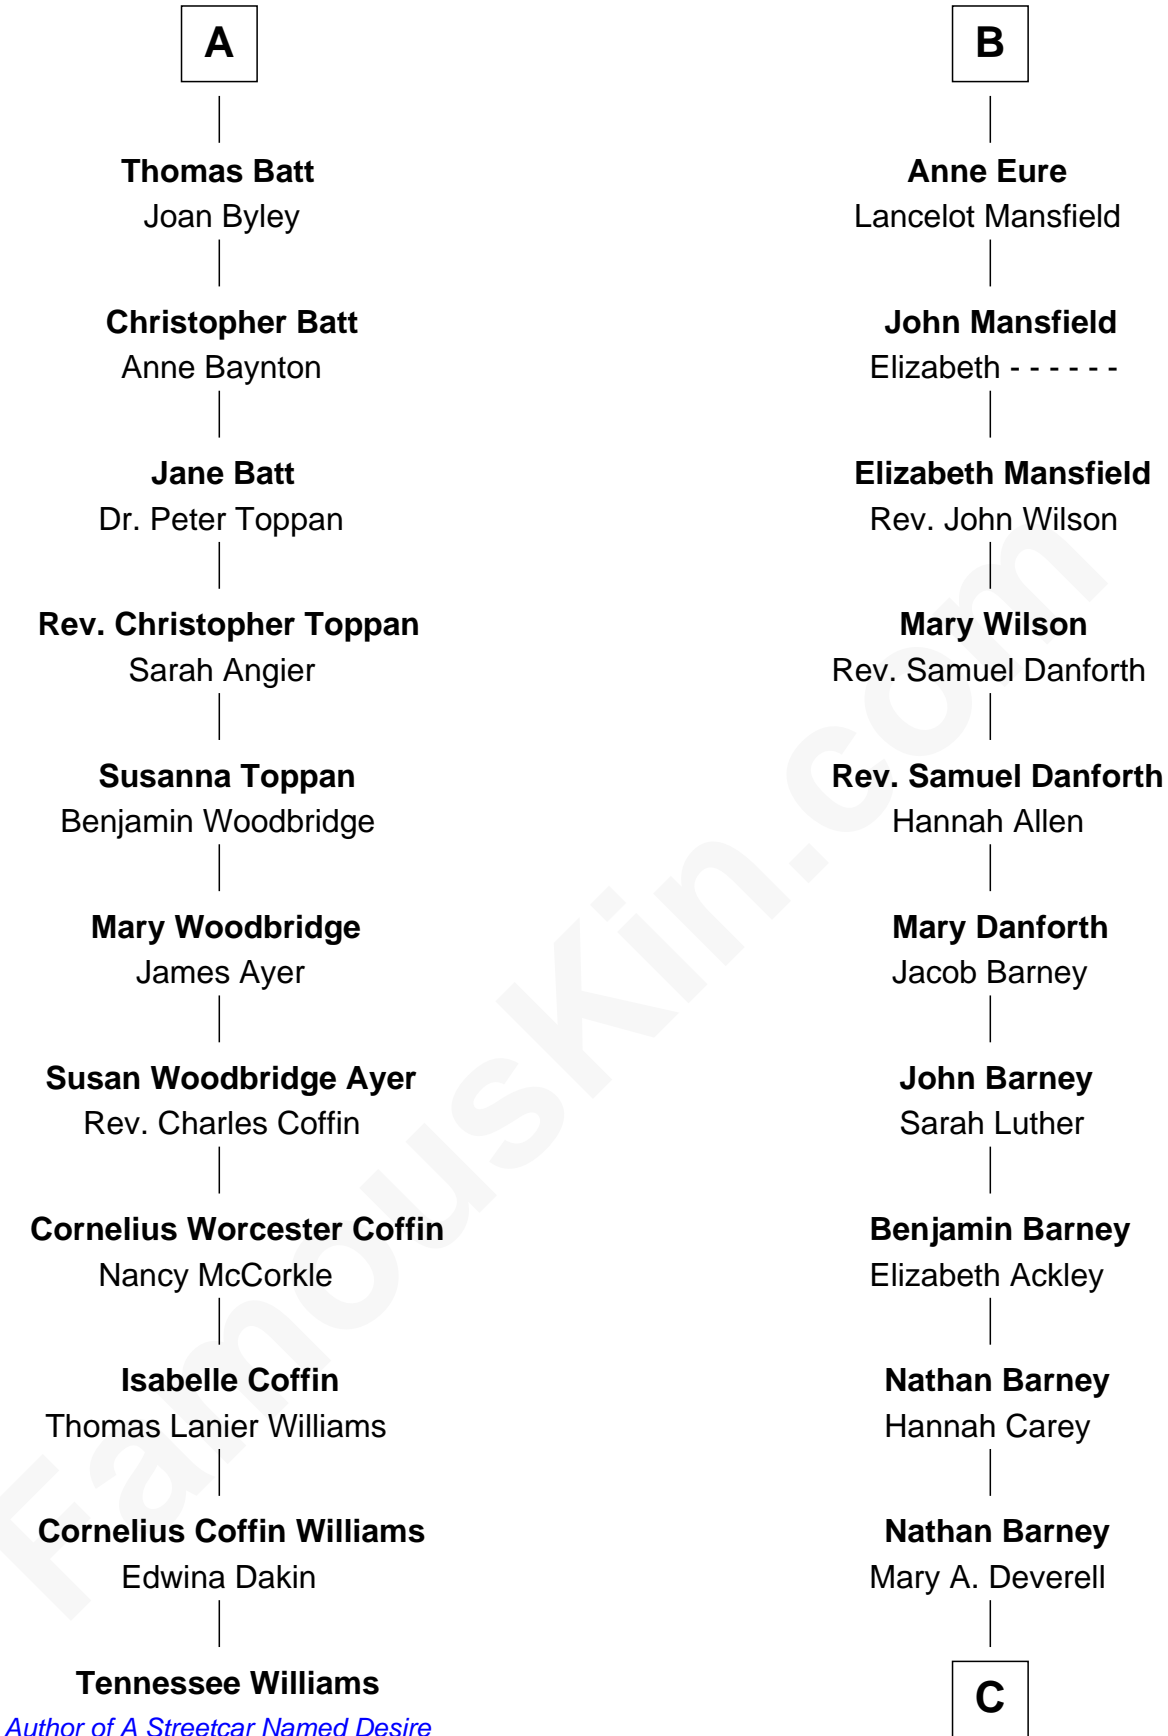 A
Thomas Batt
Joan Byley
Christopher Batt
Anne Baynton
Jane Batt
Dr. Peter Toppan
Rev. Christopher Toppan
Sarah Angier
Susanna Toppan
Benjamin Woodbridge
Mary Woodbridge
James Ayer
Susan Woodbridge Ayer
Rev. Charles Coffin
Cornelius Worcester Coffin
Nancy McCorkle
Isabelle Coffin
Thomas Lanier Williams
Cornelius Coffin Williams
Edwina Dakin
Tennessee Williams
Author of A Streetcar Named Desire
B
Anne Eure
Lancelot Mansfield
John Mansfield
Elizabeth - - - - - -
Elizabeth Mansfield
Rev. John Wilson
Mary Wilson
Rev. Samuel Danforth
Rev. Samuel Danforth
Hannah Allen
Mary Danforth
Jacob Barney
John Barney
Sarah Luther
Benjamin Barney
Elizabeth Ackley
Nathan Barney
Hannah Carey
Nathan Barney
Mary A. Deverell
C
FamousKin.com